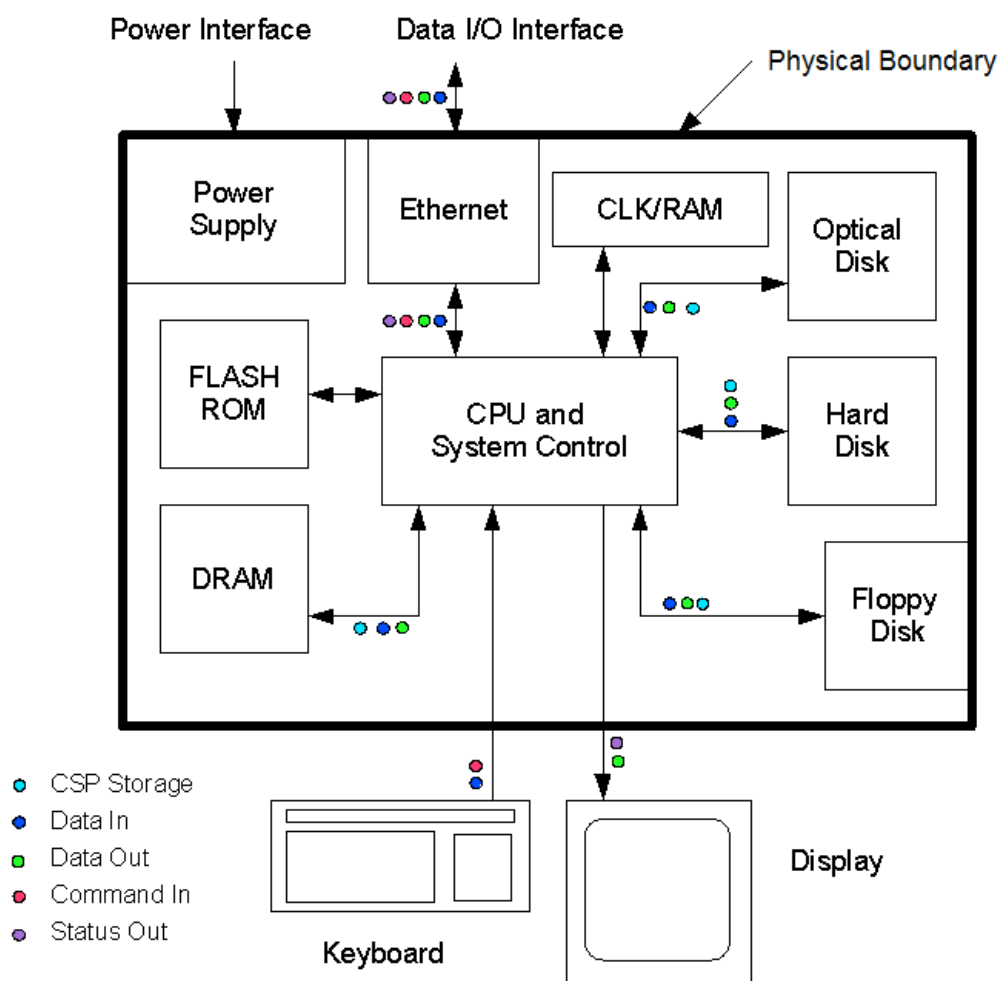 Power Interface
Data I/O Interface
Physical Boundary
Power
Supply
Ethernet
CLK/RAM
Optical
Disk
FLASH
ROM
CPU and
System Control
Hard
Disk
DRAM
Floppy
Disk
CSP Storage
Data In
Data Out
Command In
Status Out
Keyboard
Display